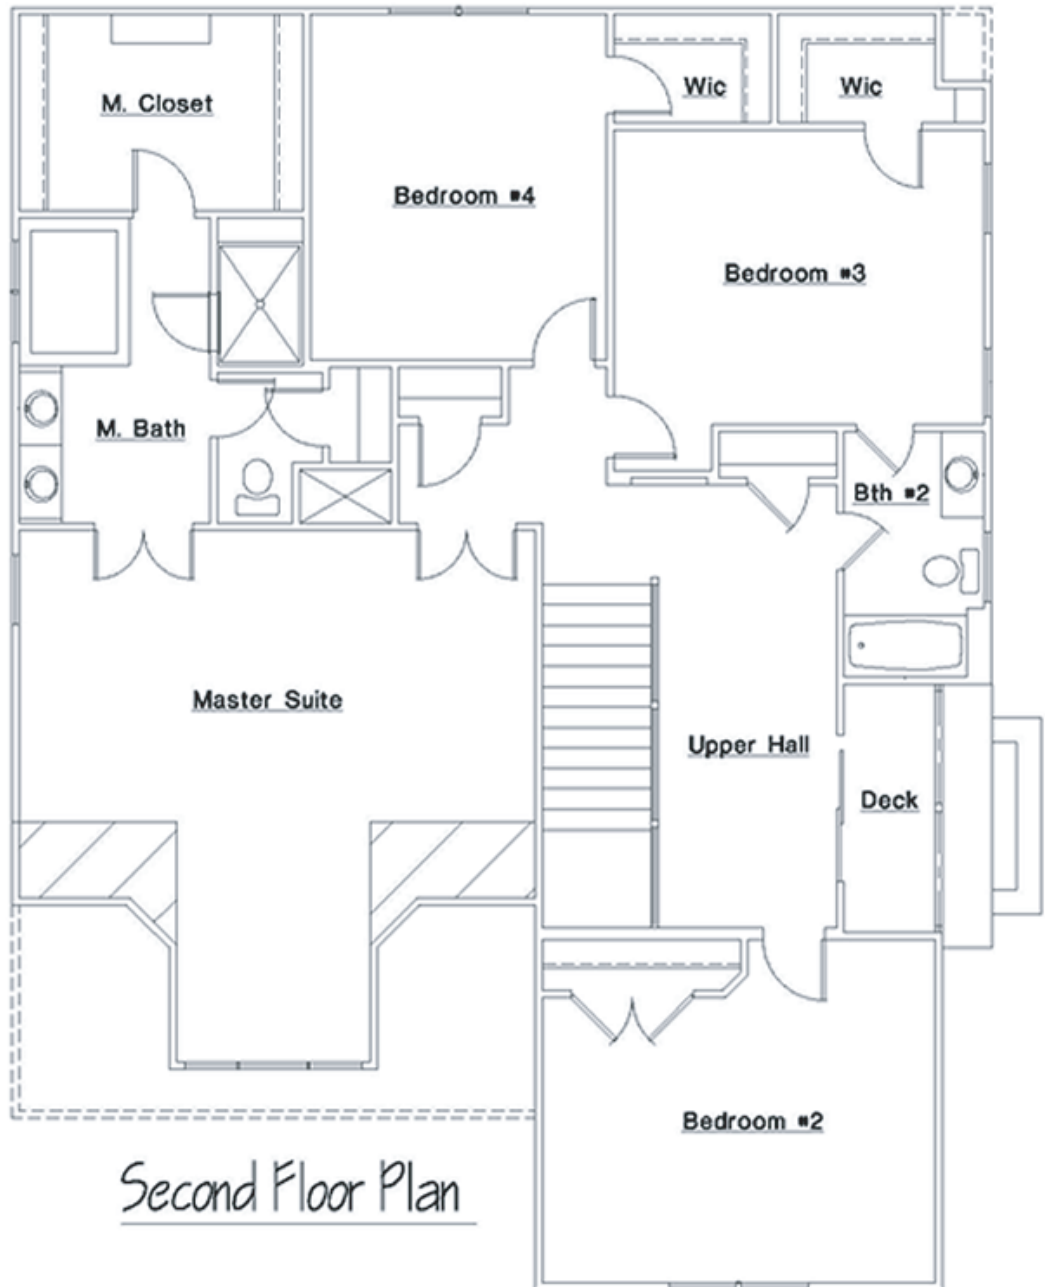 Wic
Wic
M. Closet
Bedroom #4
Bedroom #3
M. Bath
Bth #2
Master Suite
Upper Hall
Deck
Bedroom #2
Second Floor Plan